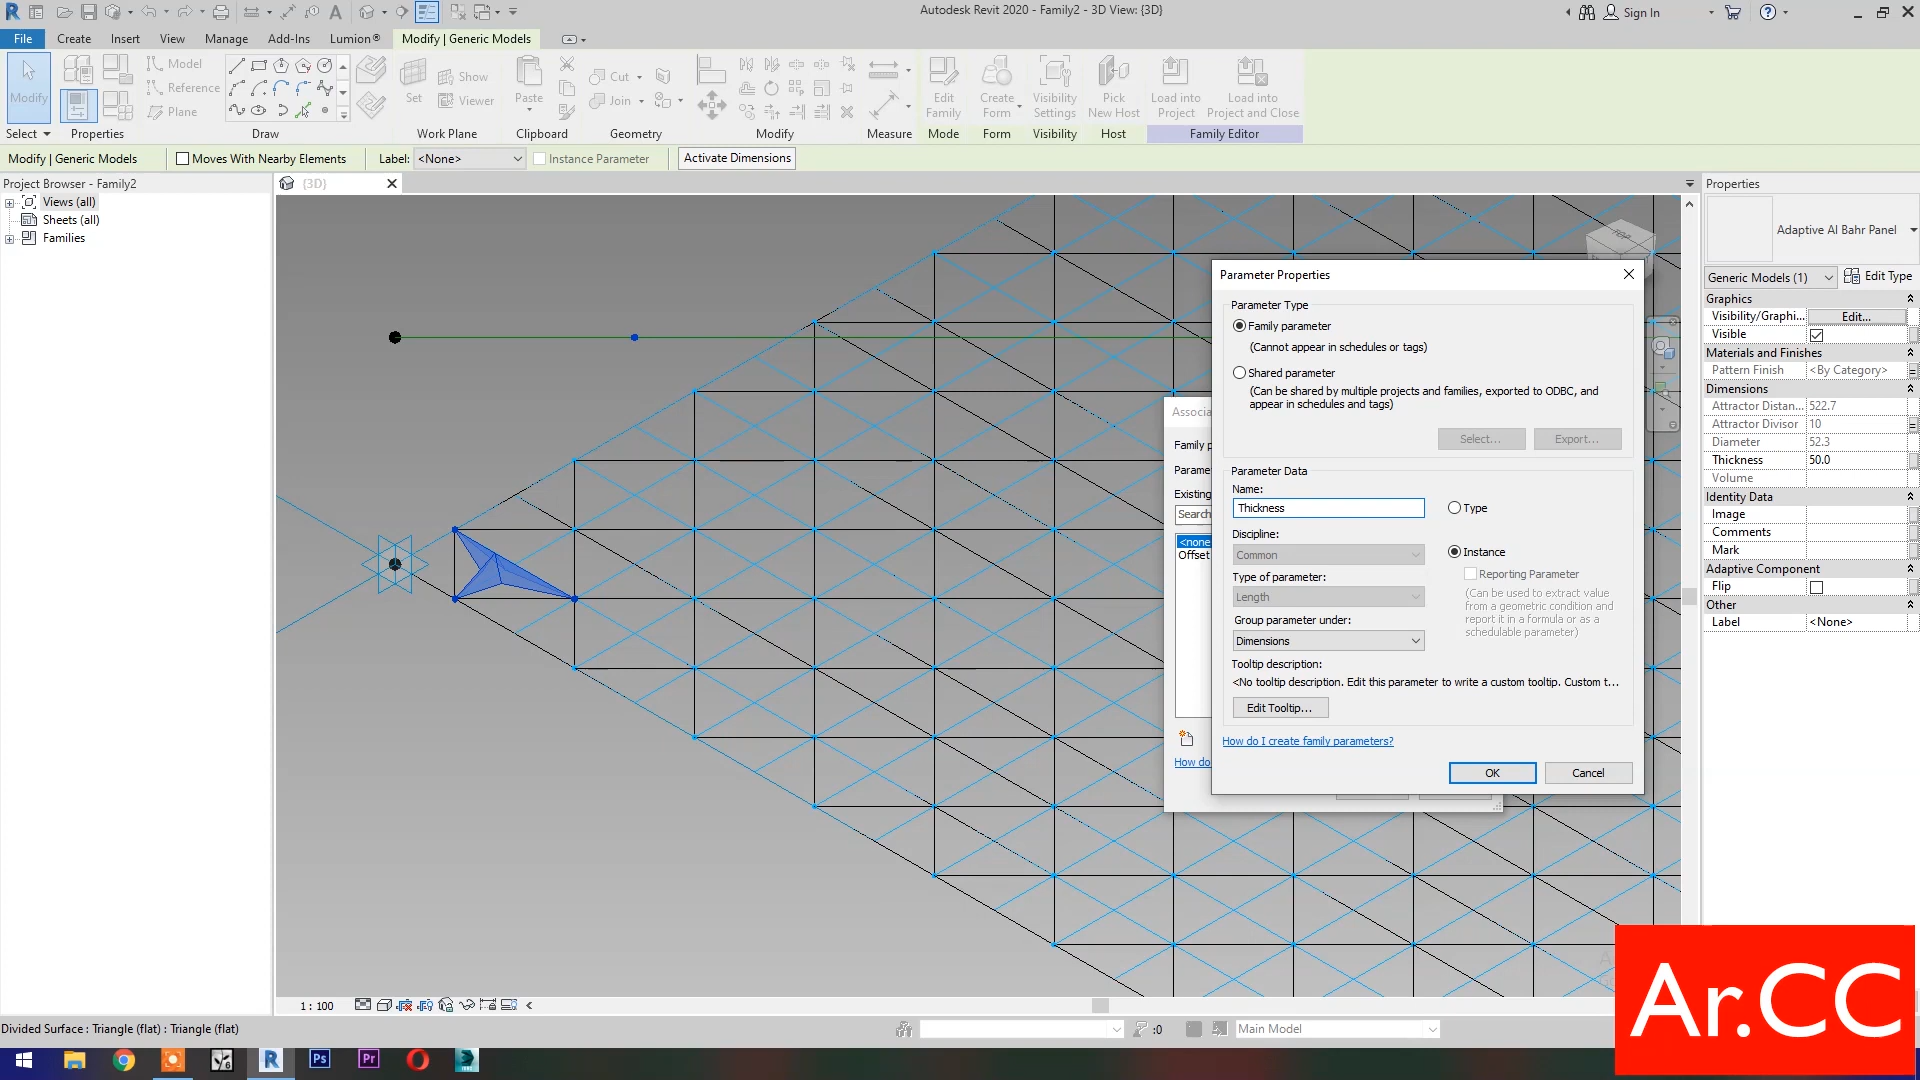 Autodesk Revit 2020 - Family2 - 3D View: {3D}
Sign In
File
Create
Insert
View
Manage
Add-Ins
Lumion®
Modify | Generic Models
Modify
Model
Reference
Plane
Set
Show
Viewer
Paste
Cut
Join
Edit
Family
Create
Form
Visibility
Settings
Pick
New Host
Load into
Project
Load into
Project and Close
Select
Properties
Draw
Work Plane
Clipboard
Geometry
Modify
Measure
Mode
Form
Visibility
Host
Family Editor
Modify | Generic Models
Moves With Nearby Elements
Label:
<None>
Instance Parameter
Activate Dimensions
Project Browser - Family2
Views (all)
Sheets (all)
Families
{3D}
TOP
Associa
Family p
Parame
Existing
Search
<none
Offset
How do
Parameter Properties
Parameter Type
Family parameter
(Cannot appear in schedules or tags)
Shared parameter
(Can be shared by multiple projects and families, exported to ODBC, and
appear in schedules and tags)
Select...
Export...
Parameter Data
Name:
Thickness
Type
Discipline:
Common
Instance
Reporting Parameter
(Can be used to extract value
from a geometric condition and
report it in a formula or as a
schedulable parameter)
Type of parameter:
Length
Group parameter under:
Dimensions
Tooltip description:
<No tooltip description. Edit this parameter to write a custom tooltip. Custom t...
Edit Tooltip...
How do I create family parameters?
OK
Cancel
Properties
Adaptive Al Bahr Panel
Generic Models (1)
Edit Type
Graphics
Visibility/Graphi...
Edit...
Visible
Materials and Finishes
Pattern Finish
<By Category>
Dimensions
Attractor Distan...
522.7
Attractor Divisor
10
Diameter
52.3
Thickness
50.0
Volume
Identity Data
Image
Comments
Mark
Adaptive Component
Flip
Other
Label
<None>
1 : 100
Divided Surface : Triangle (flat) : Triangle (flat)
:0
Main Model
Ar.CC
Ps
Pr